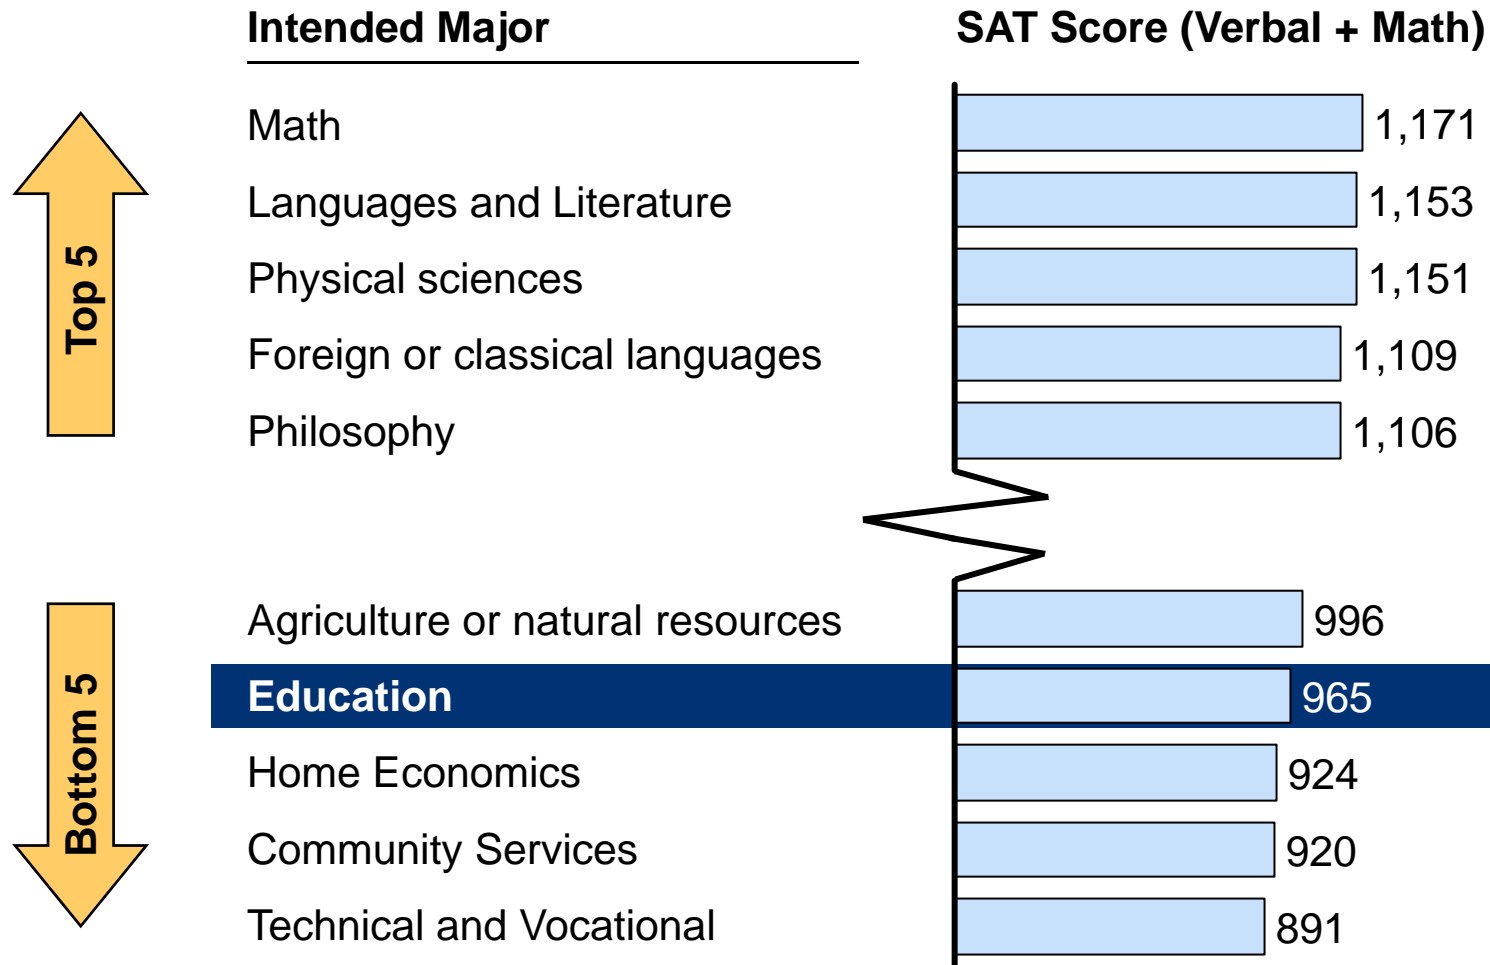 Intended Major SAT Score (Verbal + Math)
Top 5
Math 1,171
Languages and Literature 1,153
Physical sciences 1,151
Foreign or classical languages 1,109
Philosophy 1,106
Bottom 5
Agriculture or natural resources 996
Education 965
Home Economics 924
Community Services 920
Technical and Vocational 891